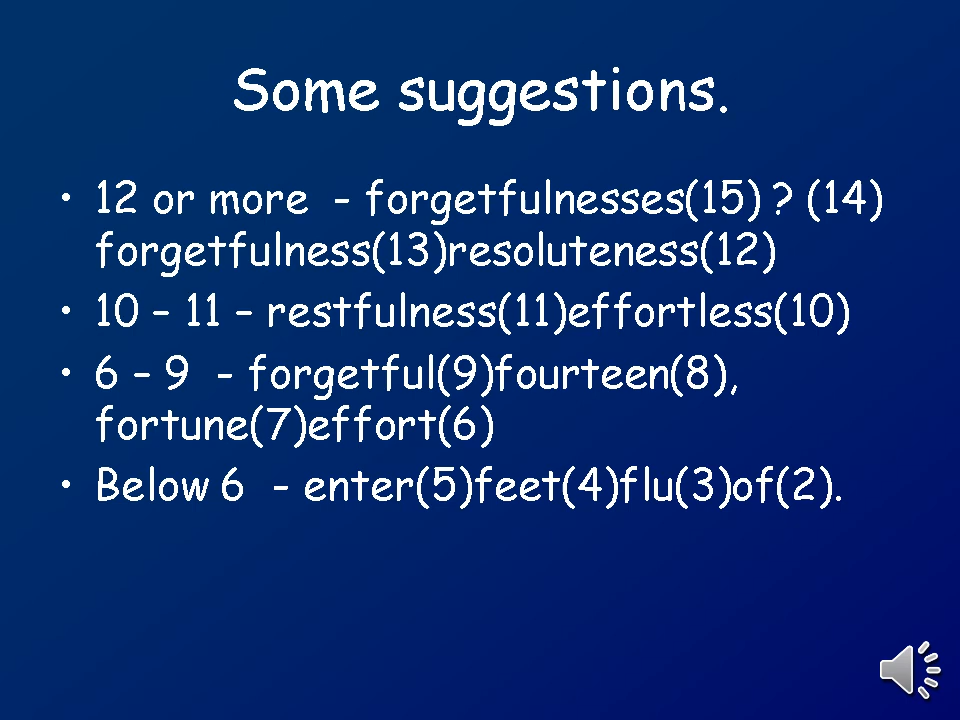 Some suggestions.
• 12 or more - forgetfulnesses(15) ? (14)
forgetfulness(13)resoluteness(12)
• 10 – 11 – restfulness(11)effortless(10)
• 6 – 9 - forgetful(9)fourteen(8),
fortune(7)effort(6)
• Below 6 - enter(5)feet(4)flu(3)of(2).